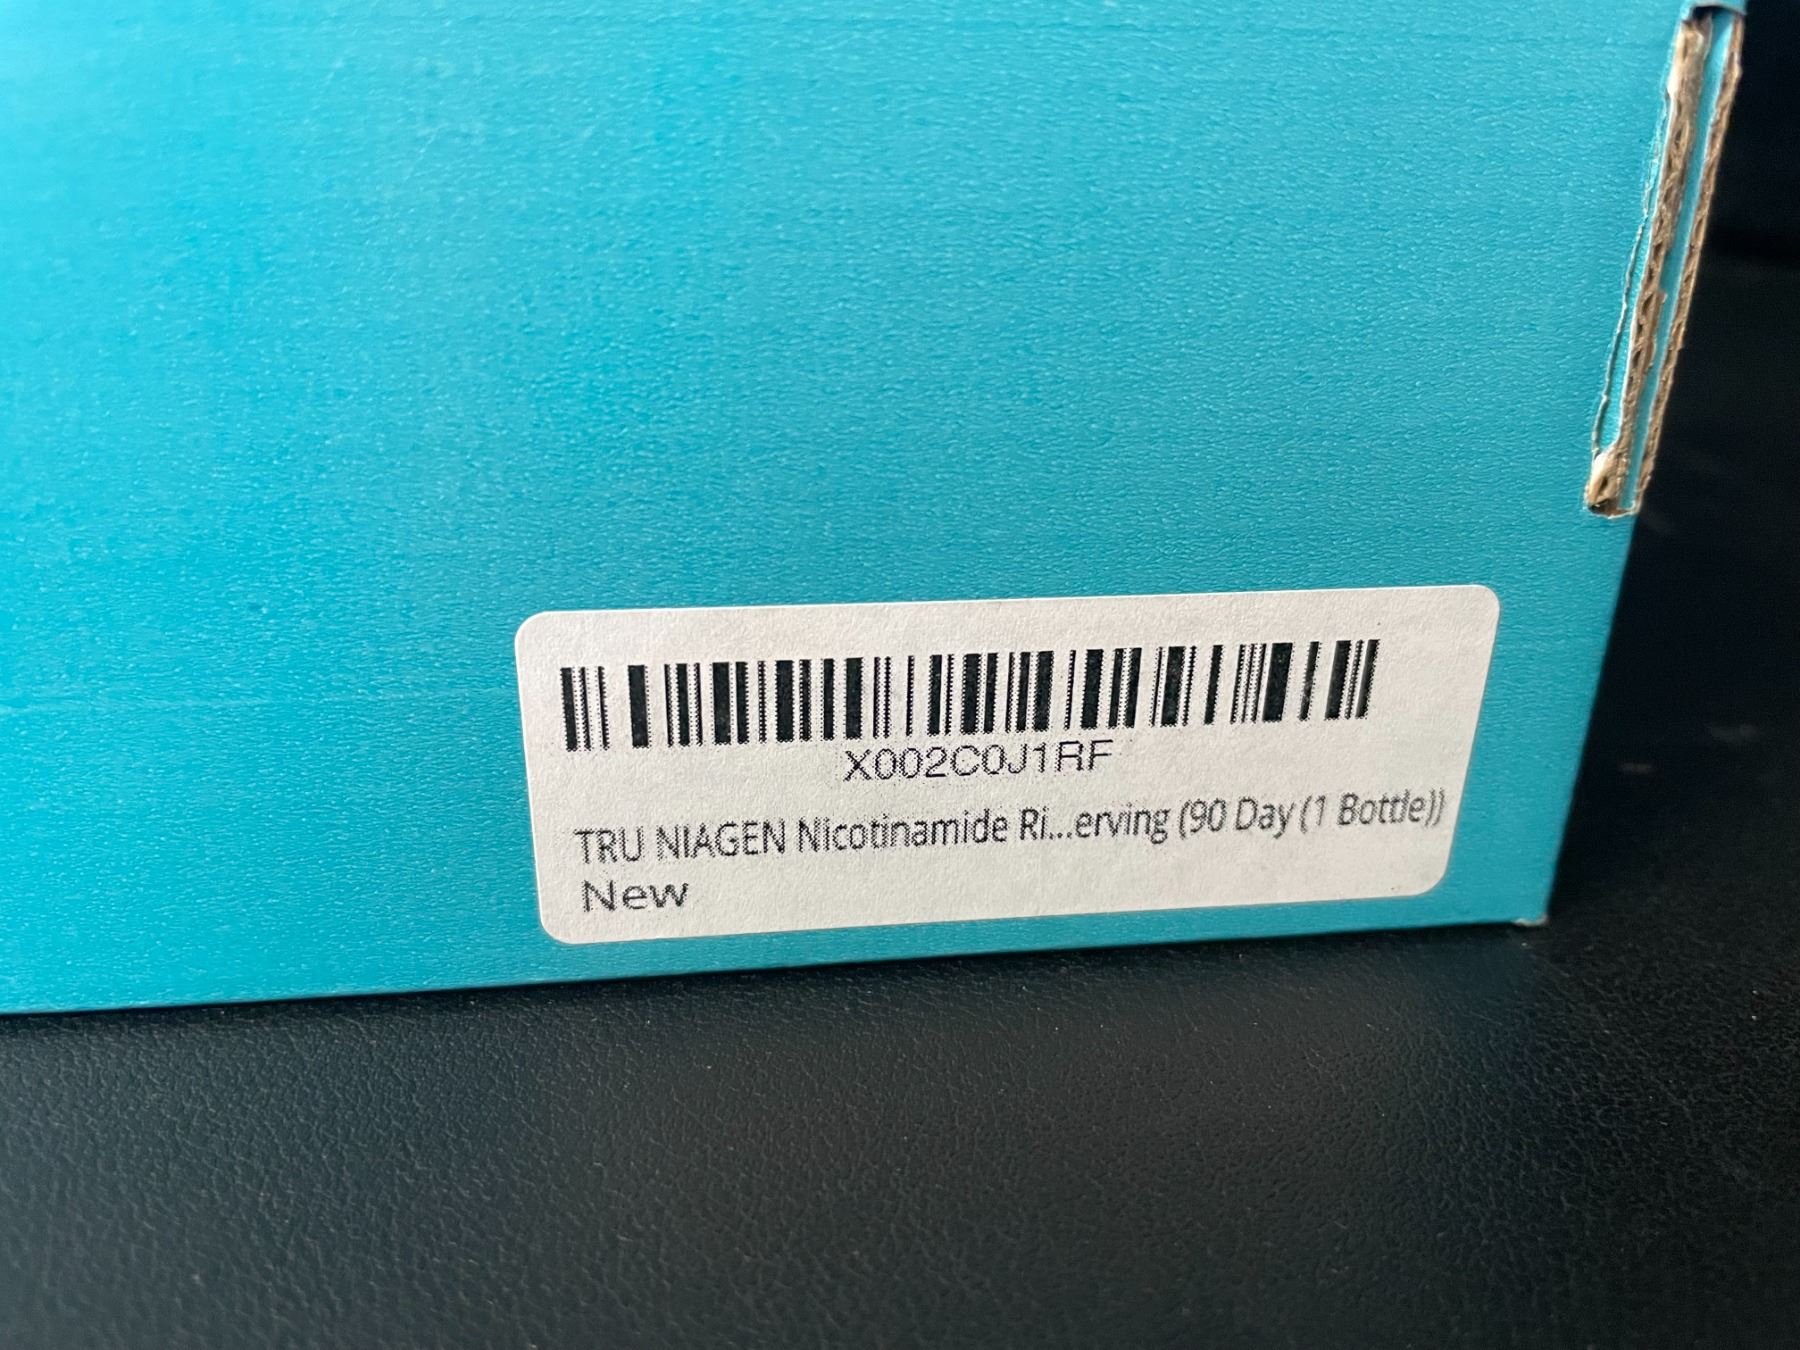 X002C0J1RF
TRU NIAGEN Nicotinamide Ri...erving (90 Day (1 Bottle))
New